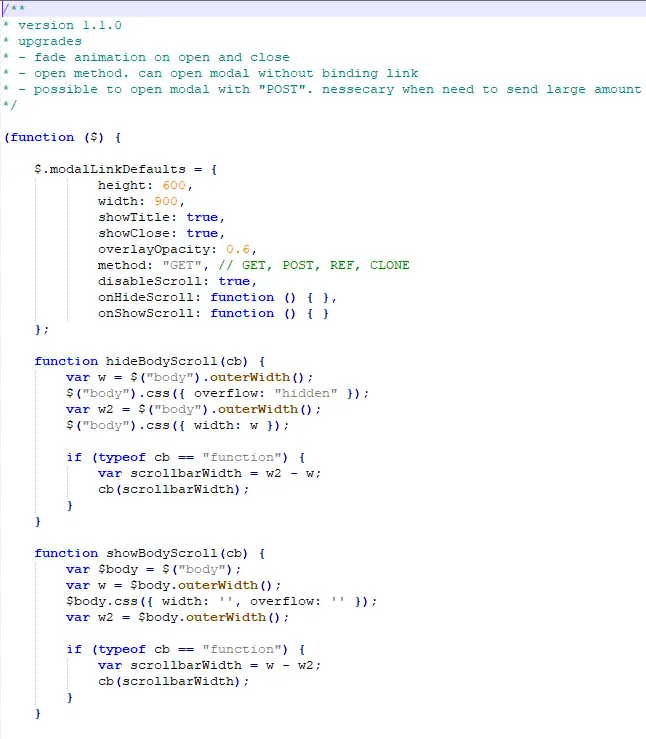 /**
* version 1.1.0
* upgrades
* - fade animation on open and close
* - open method. can open modal without binding link
* - possible to open modal with "POST". nessecary when need to send large amount
*/
(function ($) {
$.modalLinkDefaults = {
height: 600,
width: 900,
showTitle: true,
showClose: true,
overlayOpacity: 0.6,
method: "GET", // GET, POST, REF, CLONE
disableScroll: true,
onHideScroll: function () { },
onShowScroll: function () { }
};
function hideBodyScroll(cb) {
var w = $("body").outerWidth();
$("body").css({ overflow: "hidden" });
var w2 = $("body").outerWidth();
$("body").css({ width: w });
if (typeof cb == "function") {
var scrollbarWidth = w2 - w;
cb(scrollbarWidth);
}
}
function showBodyScroll(cb) {
var $body = $("body");
var w = $body.outerWidth();
$body.css({ width: '', overflow: '' });
var w2 = $body.outerWidth();
if (typeof cb == "function") {
var scrollbarWidth = w - w2;
cb(scrollbarWidth);
}
}